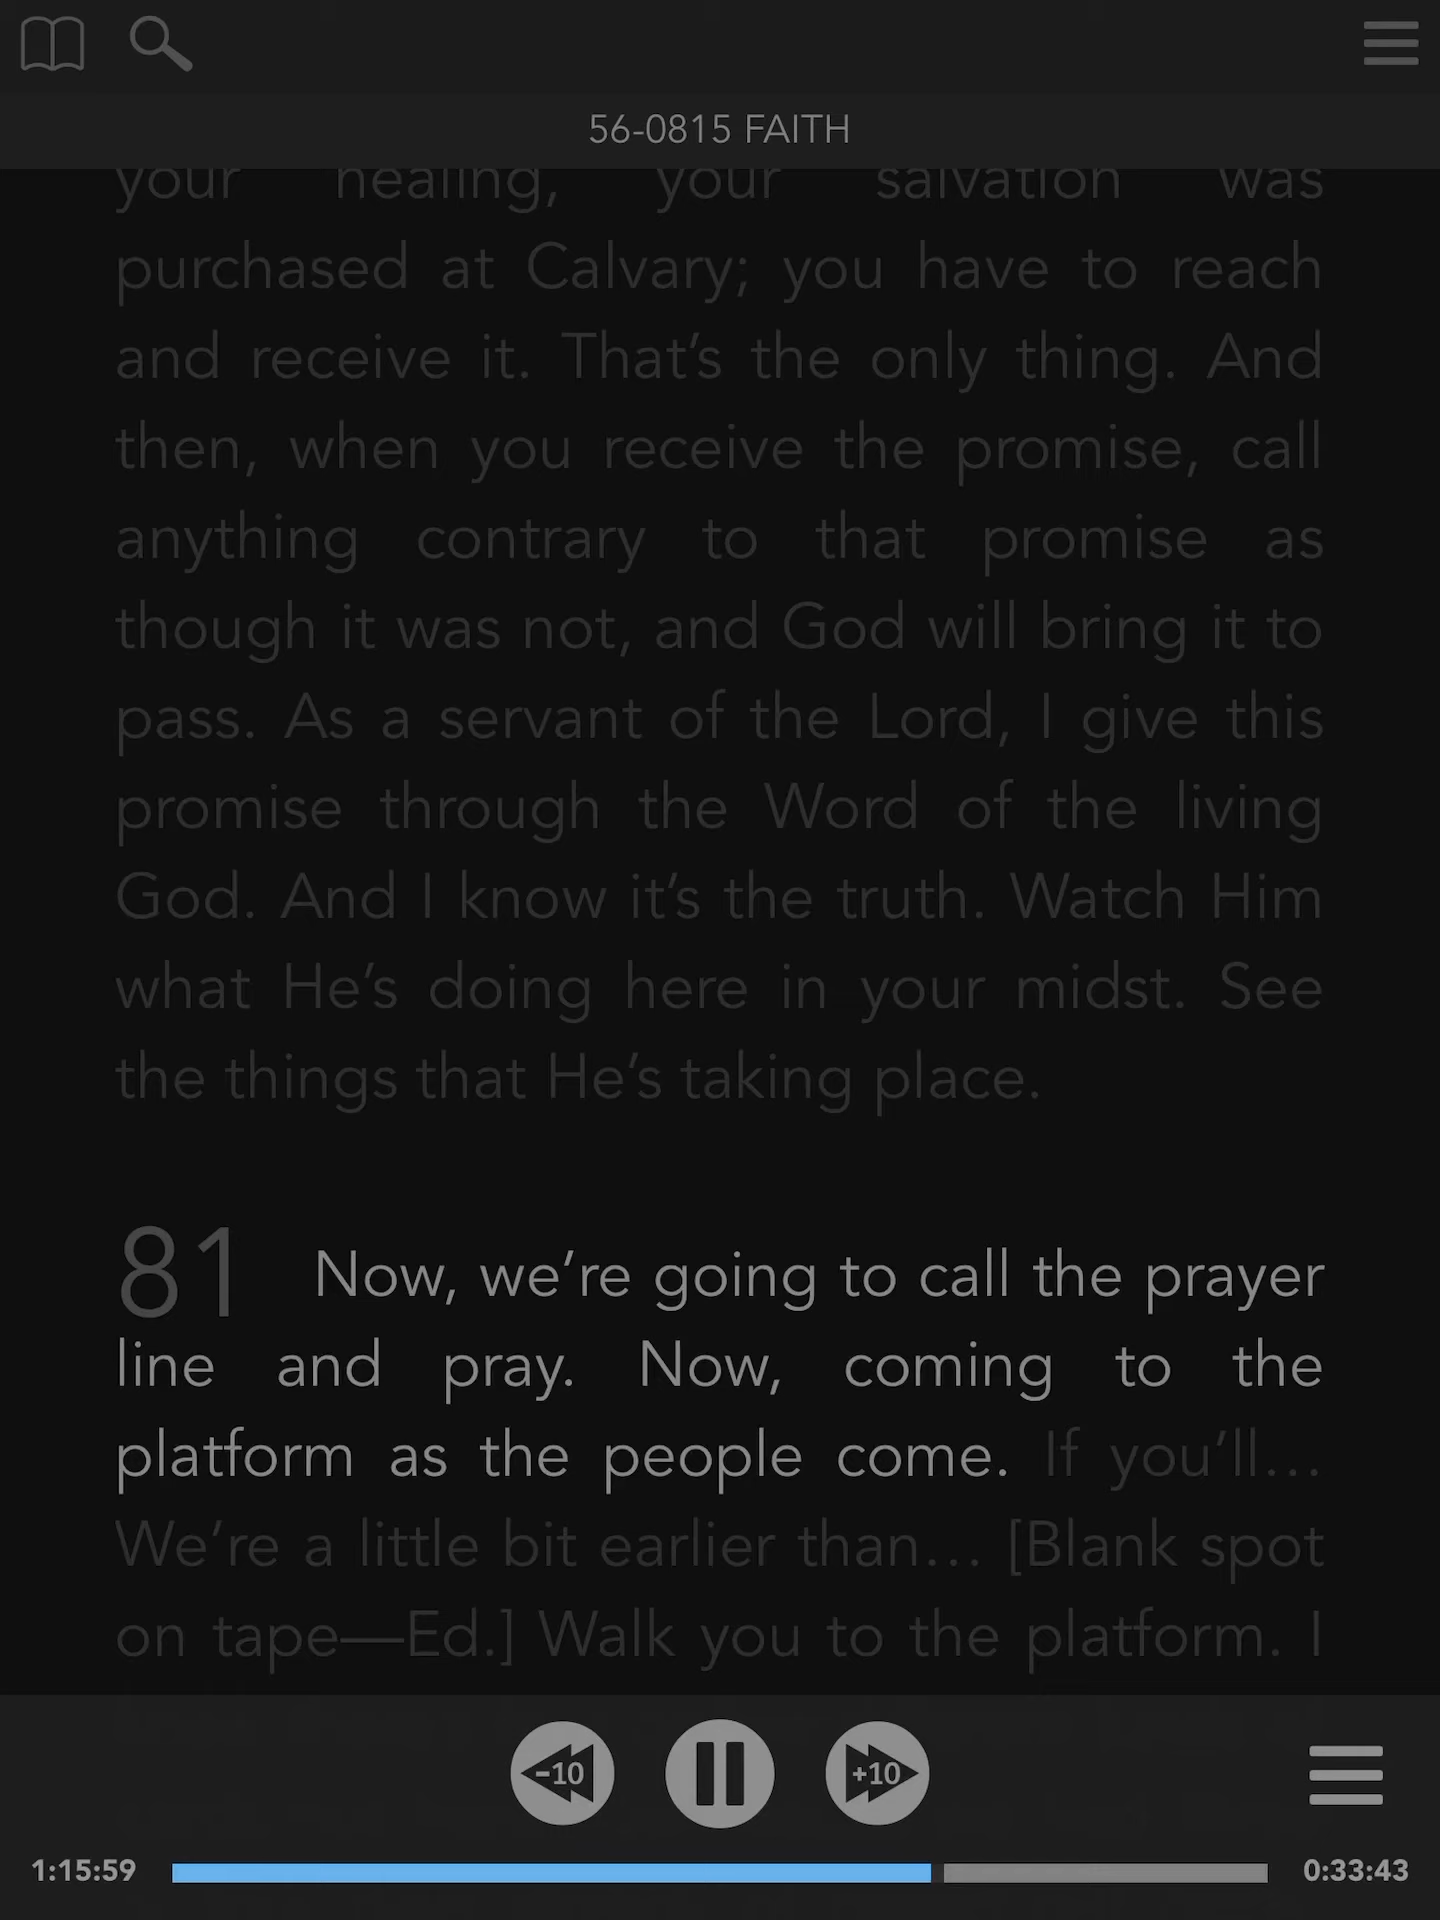 56-0815 FAITH
your healing, your salvation was
purchased at Calvary; you have to reach
and receive it. That's the only thing. And
then, when you receive the promise, call
anything contrary to that promise as
though it was not, and God will bring it to
pass. As a servant of the Lord, I give this
promise through the Word of the living
God. And I know it's the truth. Watch Him
what He's doing here in your midst. See
the things that He's taking place.
81 Now, we're going to call the prayer
line and pray. Now, coming to the
platform as the people come. If you'll…
We're a little bit earlier than… [Blank spot
on tape—Ed.] Walk you to the platform. I
-10 +10
1:15:59 0:33:43